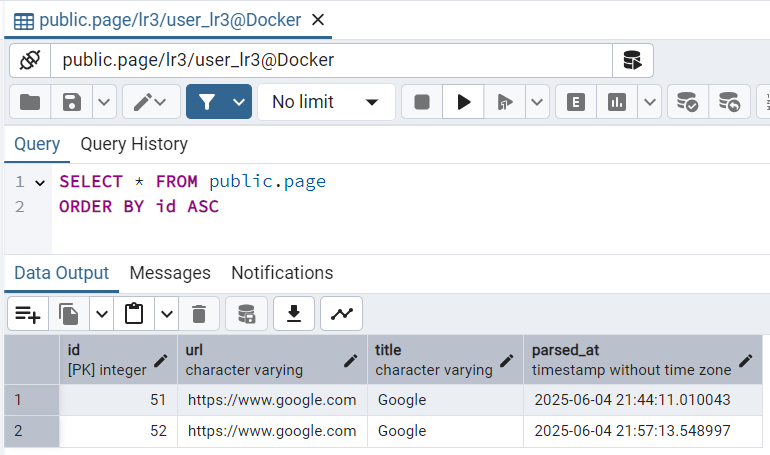 public.page/lr3/user_lr3@Docker
public.page/lr3/user_lr3@Docker
No limit
E
Query Query History
1 SELECT * FROM public.page
2 ORDER BY id ASC
Data Output Messages Notifications
id url title parsed_at
[PK] integer character varying character varying timestamp without time zone
1 51 https://www.google.com Google 2025-06-04 21:44:11.010043
2 52 https://www.google.com Google 2025-06-04 21:57:13.548997